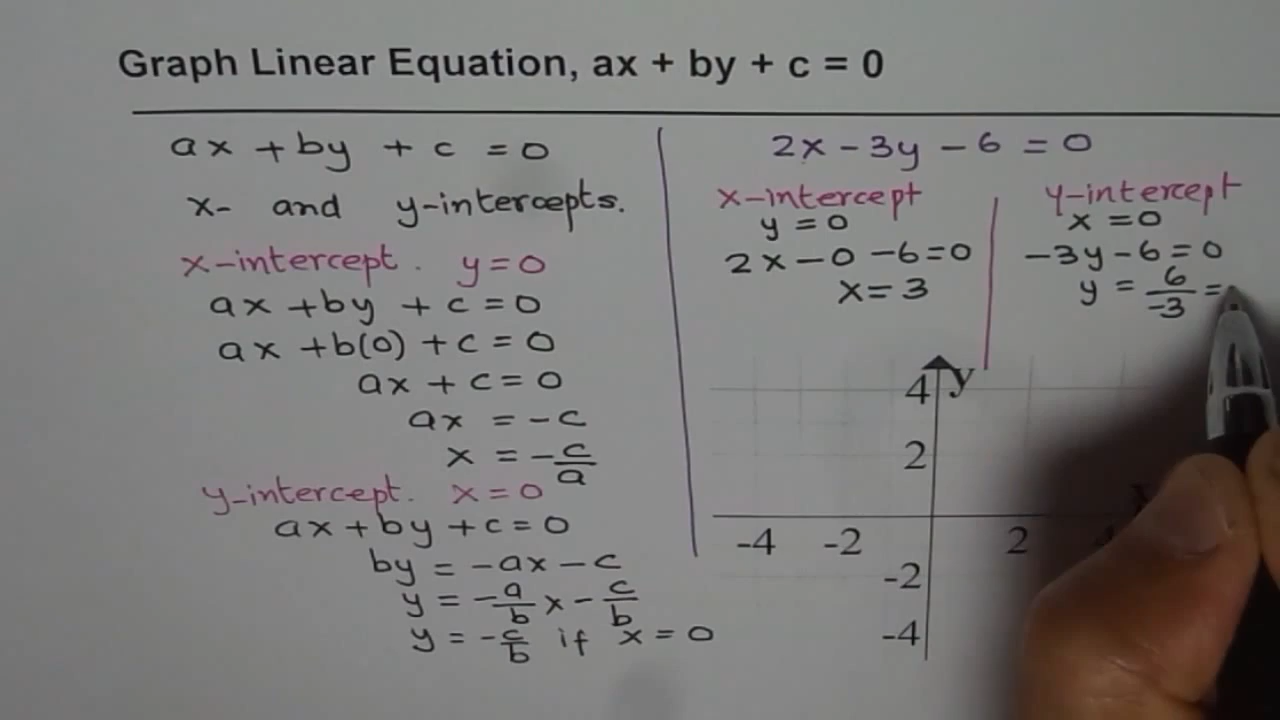 Graph Linear Equation, ax + by + c = 0
ax + by + c = 0
x- and y-intercepts.
x-intercept. y=0
ax + by + c = 0
ax + b(0) + c = 0
ax + c = 0
ax = -c
x = -c/a
y-intercept. x=0
ax + by + c = 0
by = -ax - c
y = -a/b x - c/b
y = -c/b if x = 0
2x - 3y - 6 = 0
x-intercept
y = 0
2x - 0 - 6 = 0
x = 3
y-intercept
x = 0
-3y - 6 = 0
y = 6/-3 =
y
4
2
-4 -2 2
-2
-4